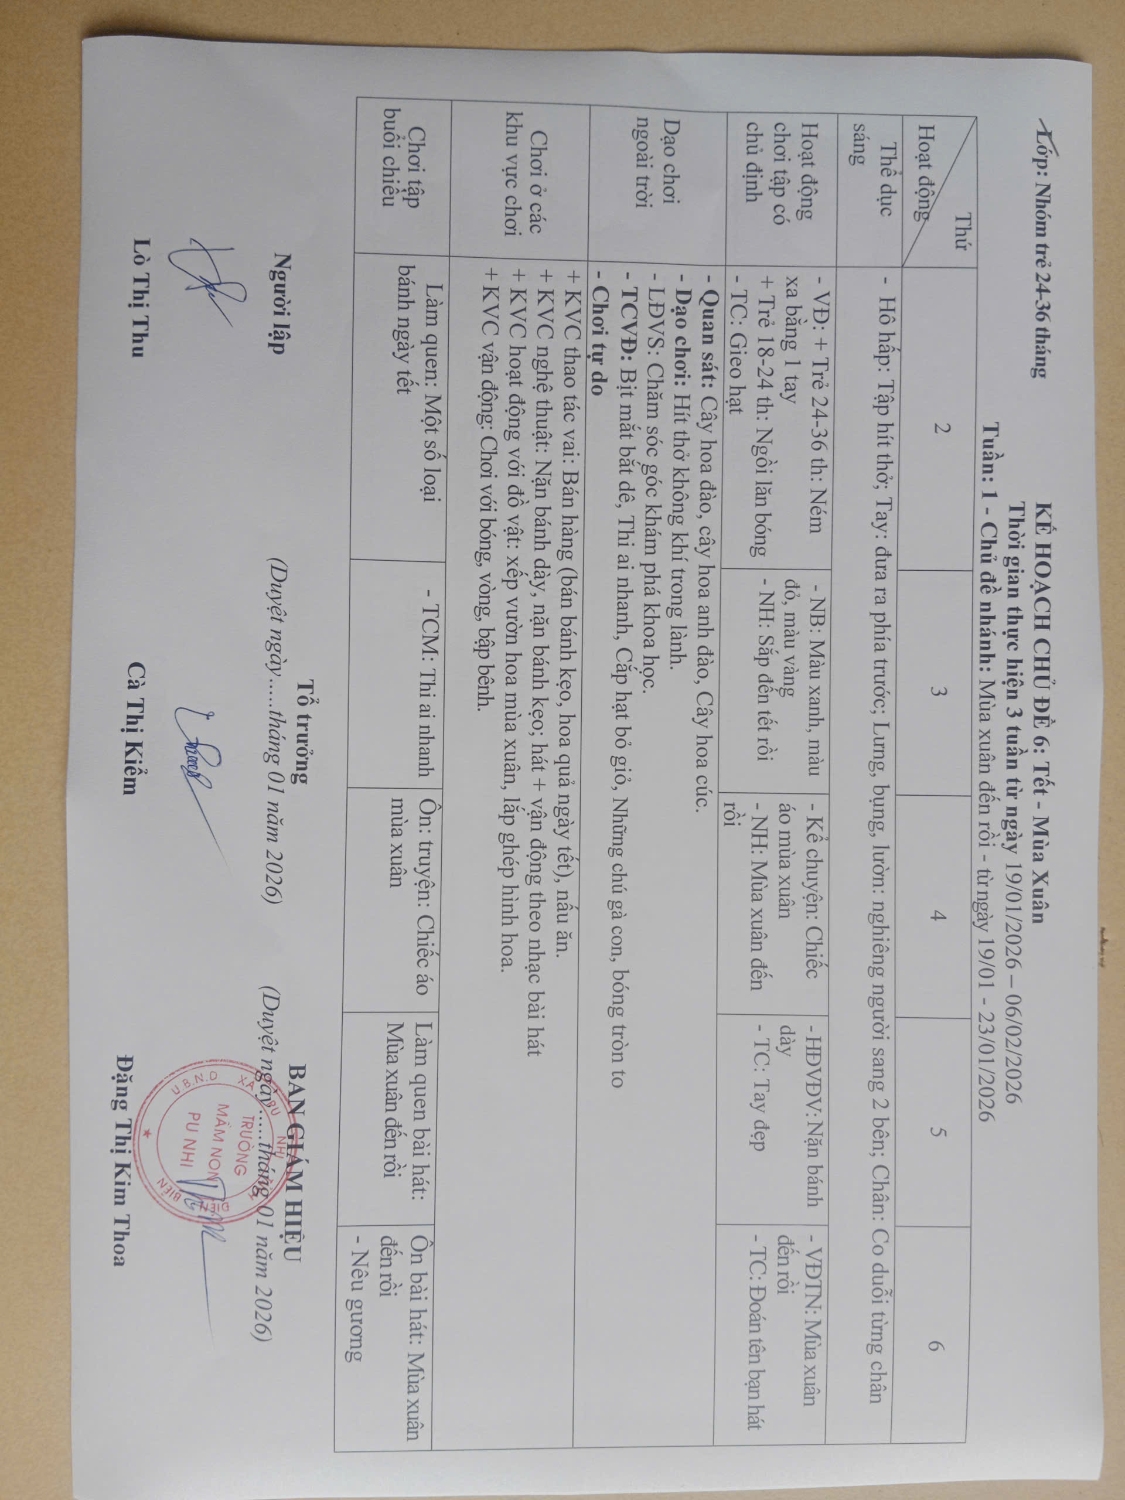 Lớp: Nhóm trẻ 24-36 tháng
KẾ HOẠCH CHỦ ĐỀ 6: Tết - Mùa Xuân
Thời gian thực hiện 3 tuần từ ngày 19/01/2026 – 06/02/2026
Tuần: 1 - Chủ đề nhánh: Mùa xuân đến rồi - từ ngày 19/01 - 23/01/2026
Thứ
Hoạt động
2
3
4
5
6
Thể dục
sáng
- Hô hấp: Tập hít thở; Tay: đưa ra phía trước; Lưng, bụng, lườn: nghiêng người sang 2 bên; Chân: Co duỗi từng chân
Hoạt động
chơi tập có
chủ định
- VĐ: + Trẻ 24-36 th: Ném
xa bằng 1 tay
+ Trẻ 18-24 th: Ngồi lăn bóng
- TC: Gieo hạt
- NB: Màu xanh, màu
đỏ, màu vàng
- NH: Sắp đến tết rồi
- Kể chuyện: Chiếc
áo mùa xuân
- NH: Mùa xuân đến
rồi
- HĐVĐV: Nặn bánh
dày
- TC: Tay đẹp
- VĐTN: Mùa xuân
đến rồi
- TC: Đoán tên bạn hát
Dạo chơi
ngoài trời
- Quan sát: Cây hoa đào, cây hoa anh đào, Cây hoa cúc.
- Dạo chơi: Hít thở không khí trong lành.
- LĐVS: Chăm sóc góc khám phá khoa học.
- TCVĐ: Bịt mắt bắt dê, Thi ai nhanh, Cắp hạt bỏ giỏ, Những chú gà con, bóng tròn to
- Chơi tự do
Chơi ở các
khu vực chơi
+ KVC thao tác vai: Bán hàng (bán bánh kẹo, hoa quả ngày tết), nấu ăn.
+ KVC nghệ thuật: Nặn bánh dày, nặn bánh kẹo; hát + vận động theo nhạc bài hát
+ KVC hoạt động với đồ vật: xếp vườn hoa mùa xuân, lắp ghép hình hoa.
+ KVC vận động: Chơi với bóng, vòng, bập bênh.
Chơi tập
buổi chiều
Làm quen: Một số loại
bánh ngày tết
- TCM: Thi ai nhanh
Ôn: truyện: Chiếc áo
mùa xuân
Làm quen bài hát:
Mùa xuân đến rồi
Ôn bài hát: Mùa xuân
đến rồi
- Nêu gương
Người lập
Lò Thị Thu
Tổ trưởng
(Duyệt ngày......tháng 01 năm 2026)
Cà Thị Kiểm
BAN GIÁM HIỆU
(Duyệt ngày......tháng 01 năm 2026)
U.B.N.D XÃ PU NHI
TRƯỜNG
MẦM NON
PU NHI
ĐIỆN BIÊN
Đặng Thị Kim Thoa